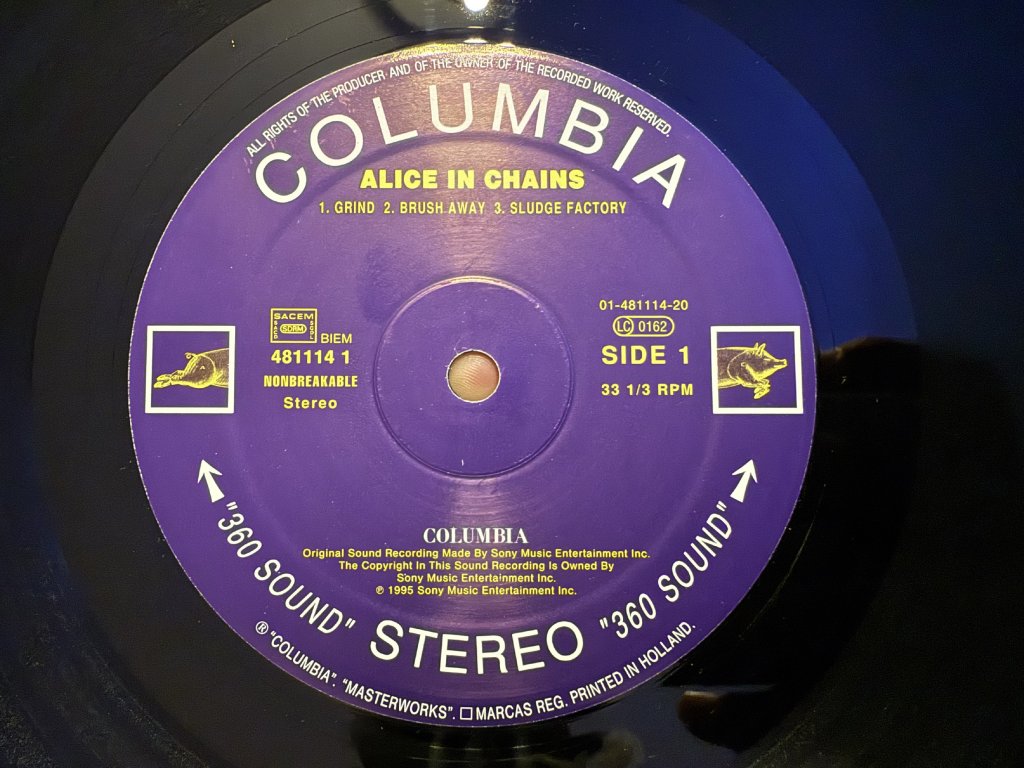 ALL RIGHTS OF THE PRODUCER AND OF THE OWNER OF THE RECORDED WORK RESERVED.
COLUMBIA
ALICE IN CHAINS
1. GRIND 2. BRUSH AWAY 3. SLUDGE FACTORY
SACEM
SACD
SDRM
SGDL
BIEM
481114 1
NONBREAKABLE
Stereo
01-481114-20
LC 0162
SIDE 1
33 1/3 RPM
COLUMBIA
Original Sound Recording Made By Sony Music Entertainment Inc.
The Copyright In This Sound Recording Is Owned By
Sony Music Entertainment Inc.
℗ 1995 Sony Music Entertainment Inc.
"360 SOUND" STEREO "360 SOUND"
® "COLUMBIA". "MASTERWORKS". □ MARCAS REG. PRINTED IN HOLLAND.